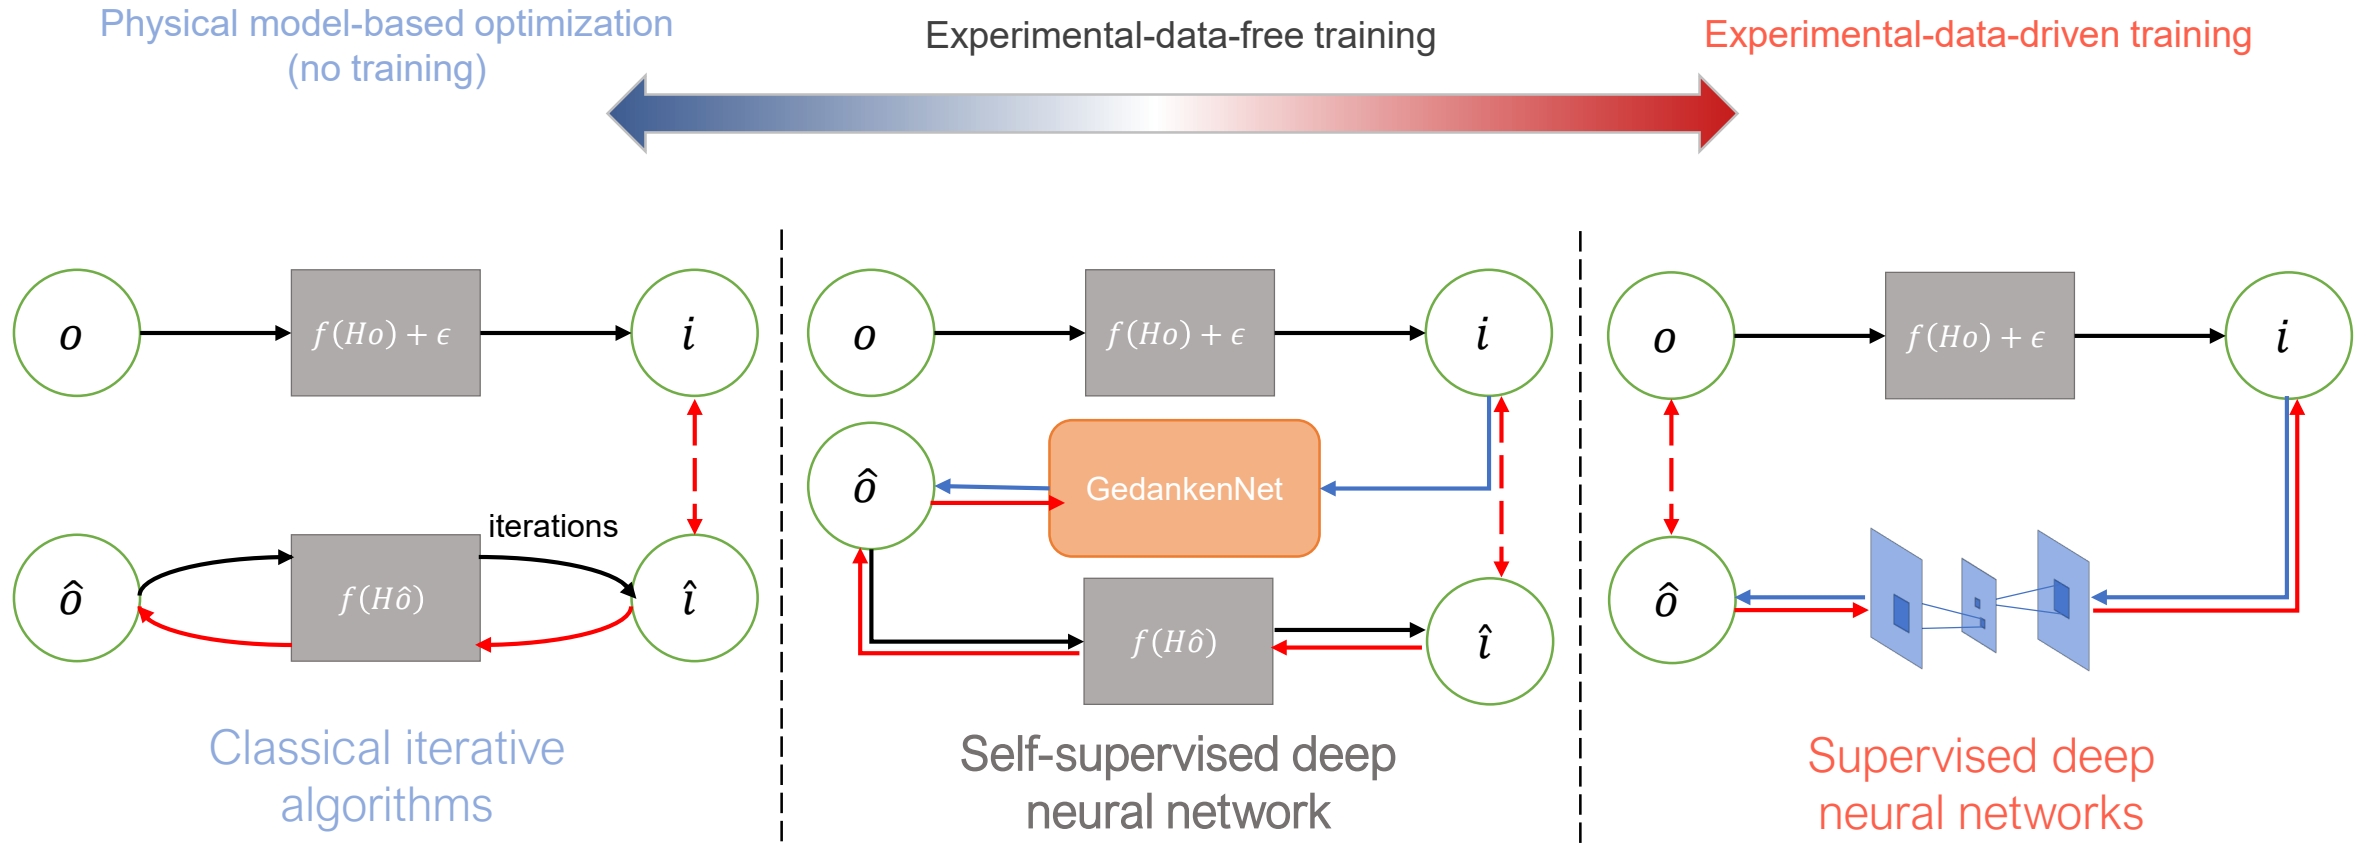 Physical model-based optimization
(no training)
Experimental-data-free training
Experimental-data-driven training
o
f(Ho) + ϵ
i
ô
f(Hô)
iterations
î
Classical iterative
algorithms
o
f(Ho) + ϵ
i
ô
GedankenNet
f(Hô)
î
Self-supervised deep
neural network
o
f(Ho) + ϵ
i
ô
Supervised deep
neural networks